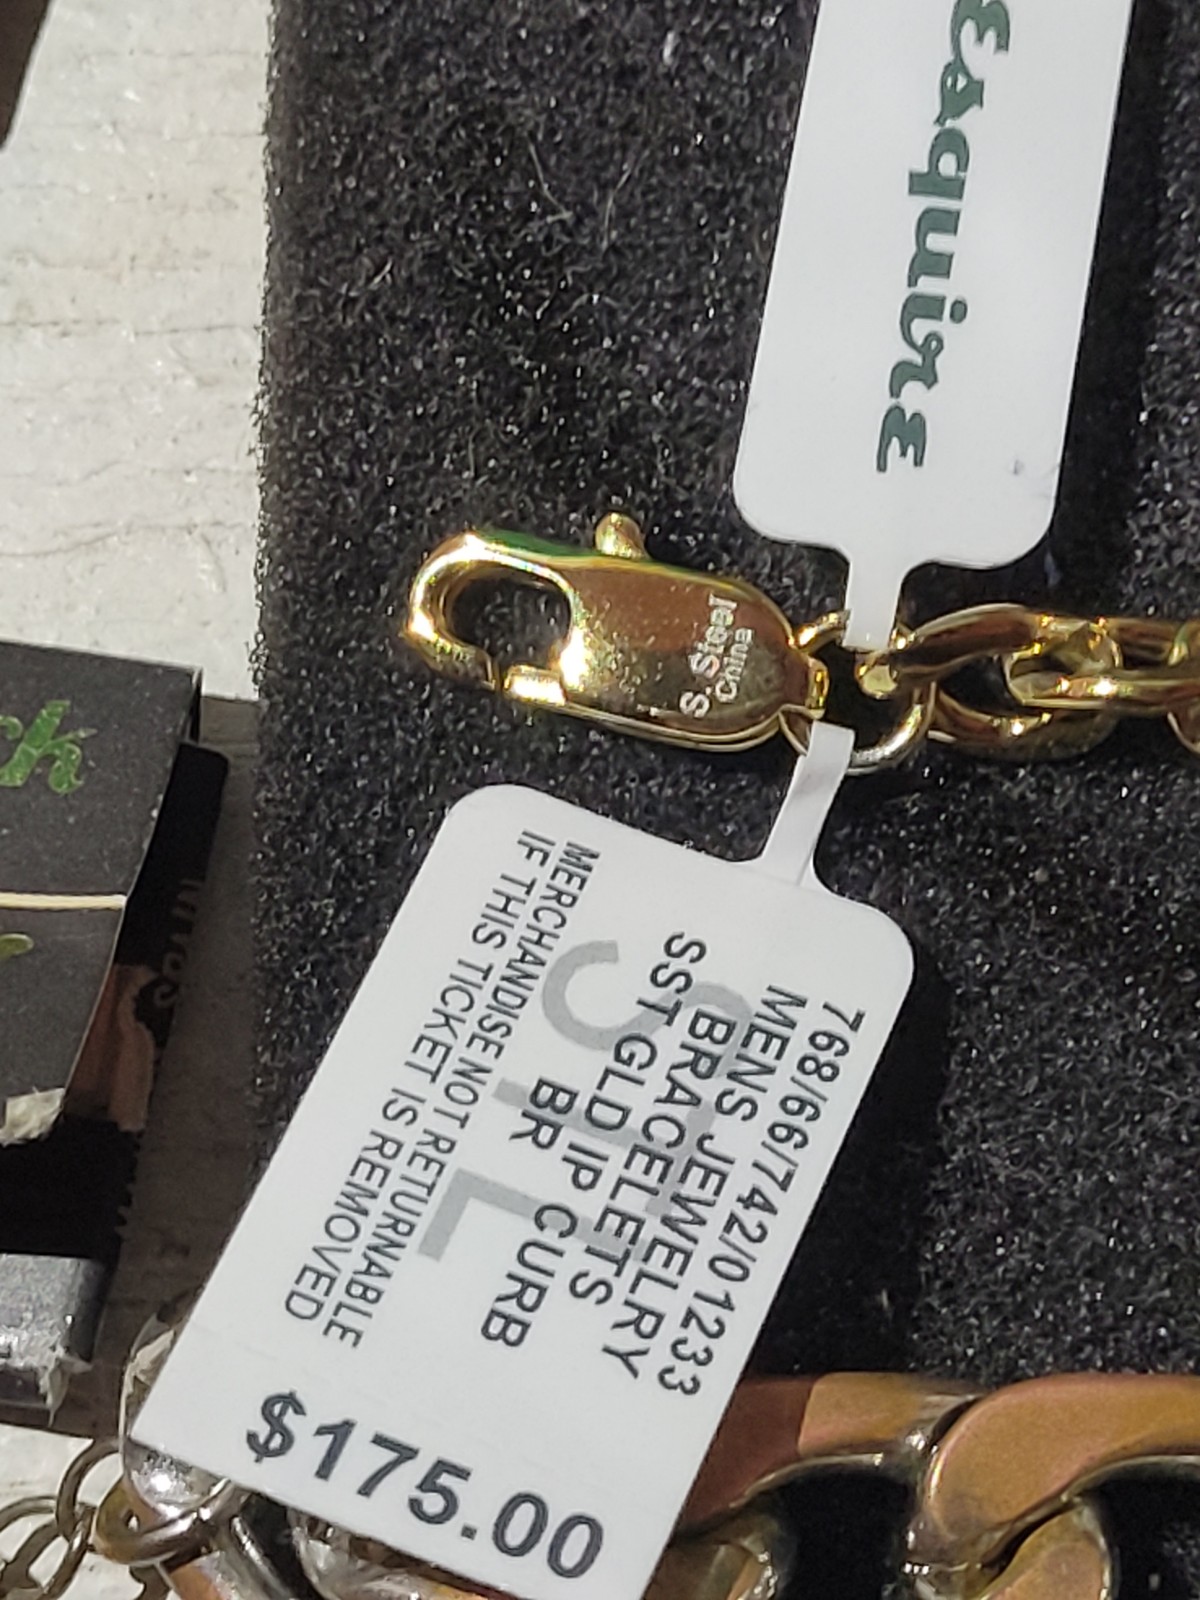 Esquire
S. Steel
China
768/66/742/01233
MENS JEWELRY
BRACELETS
SST GLD IP CURB
BR
MERCHANDISE NOT RETURNABLE
IF THIS TICKET IS REMOVED
$175.00